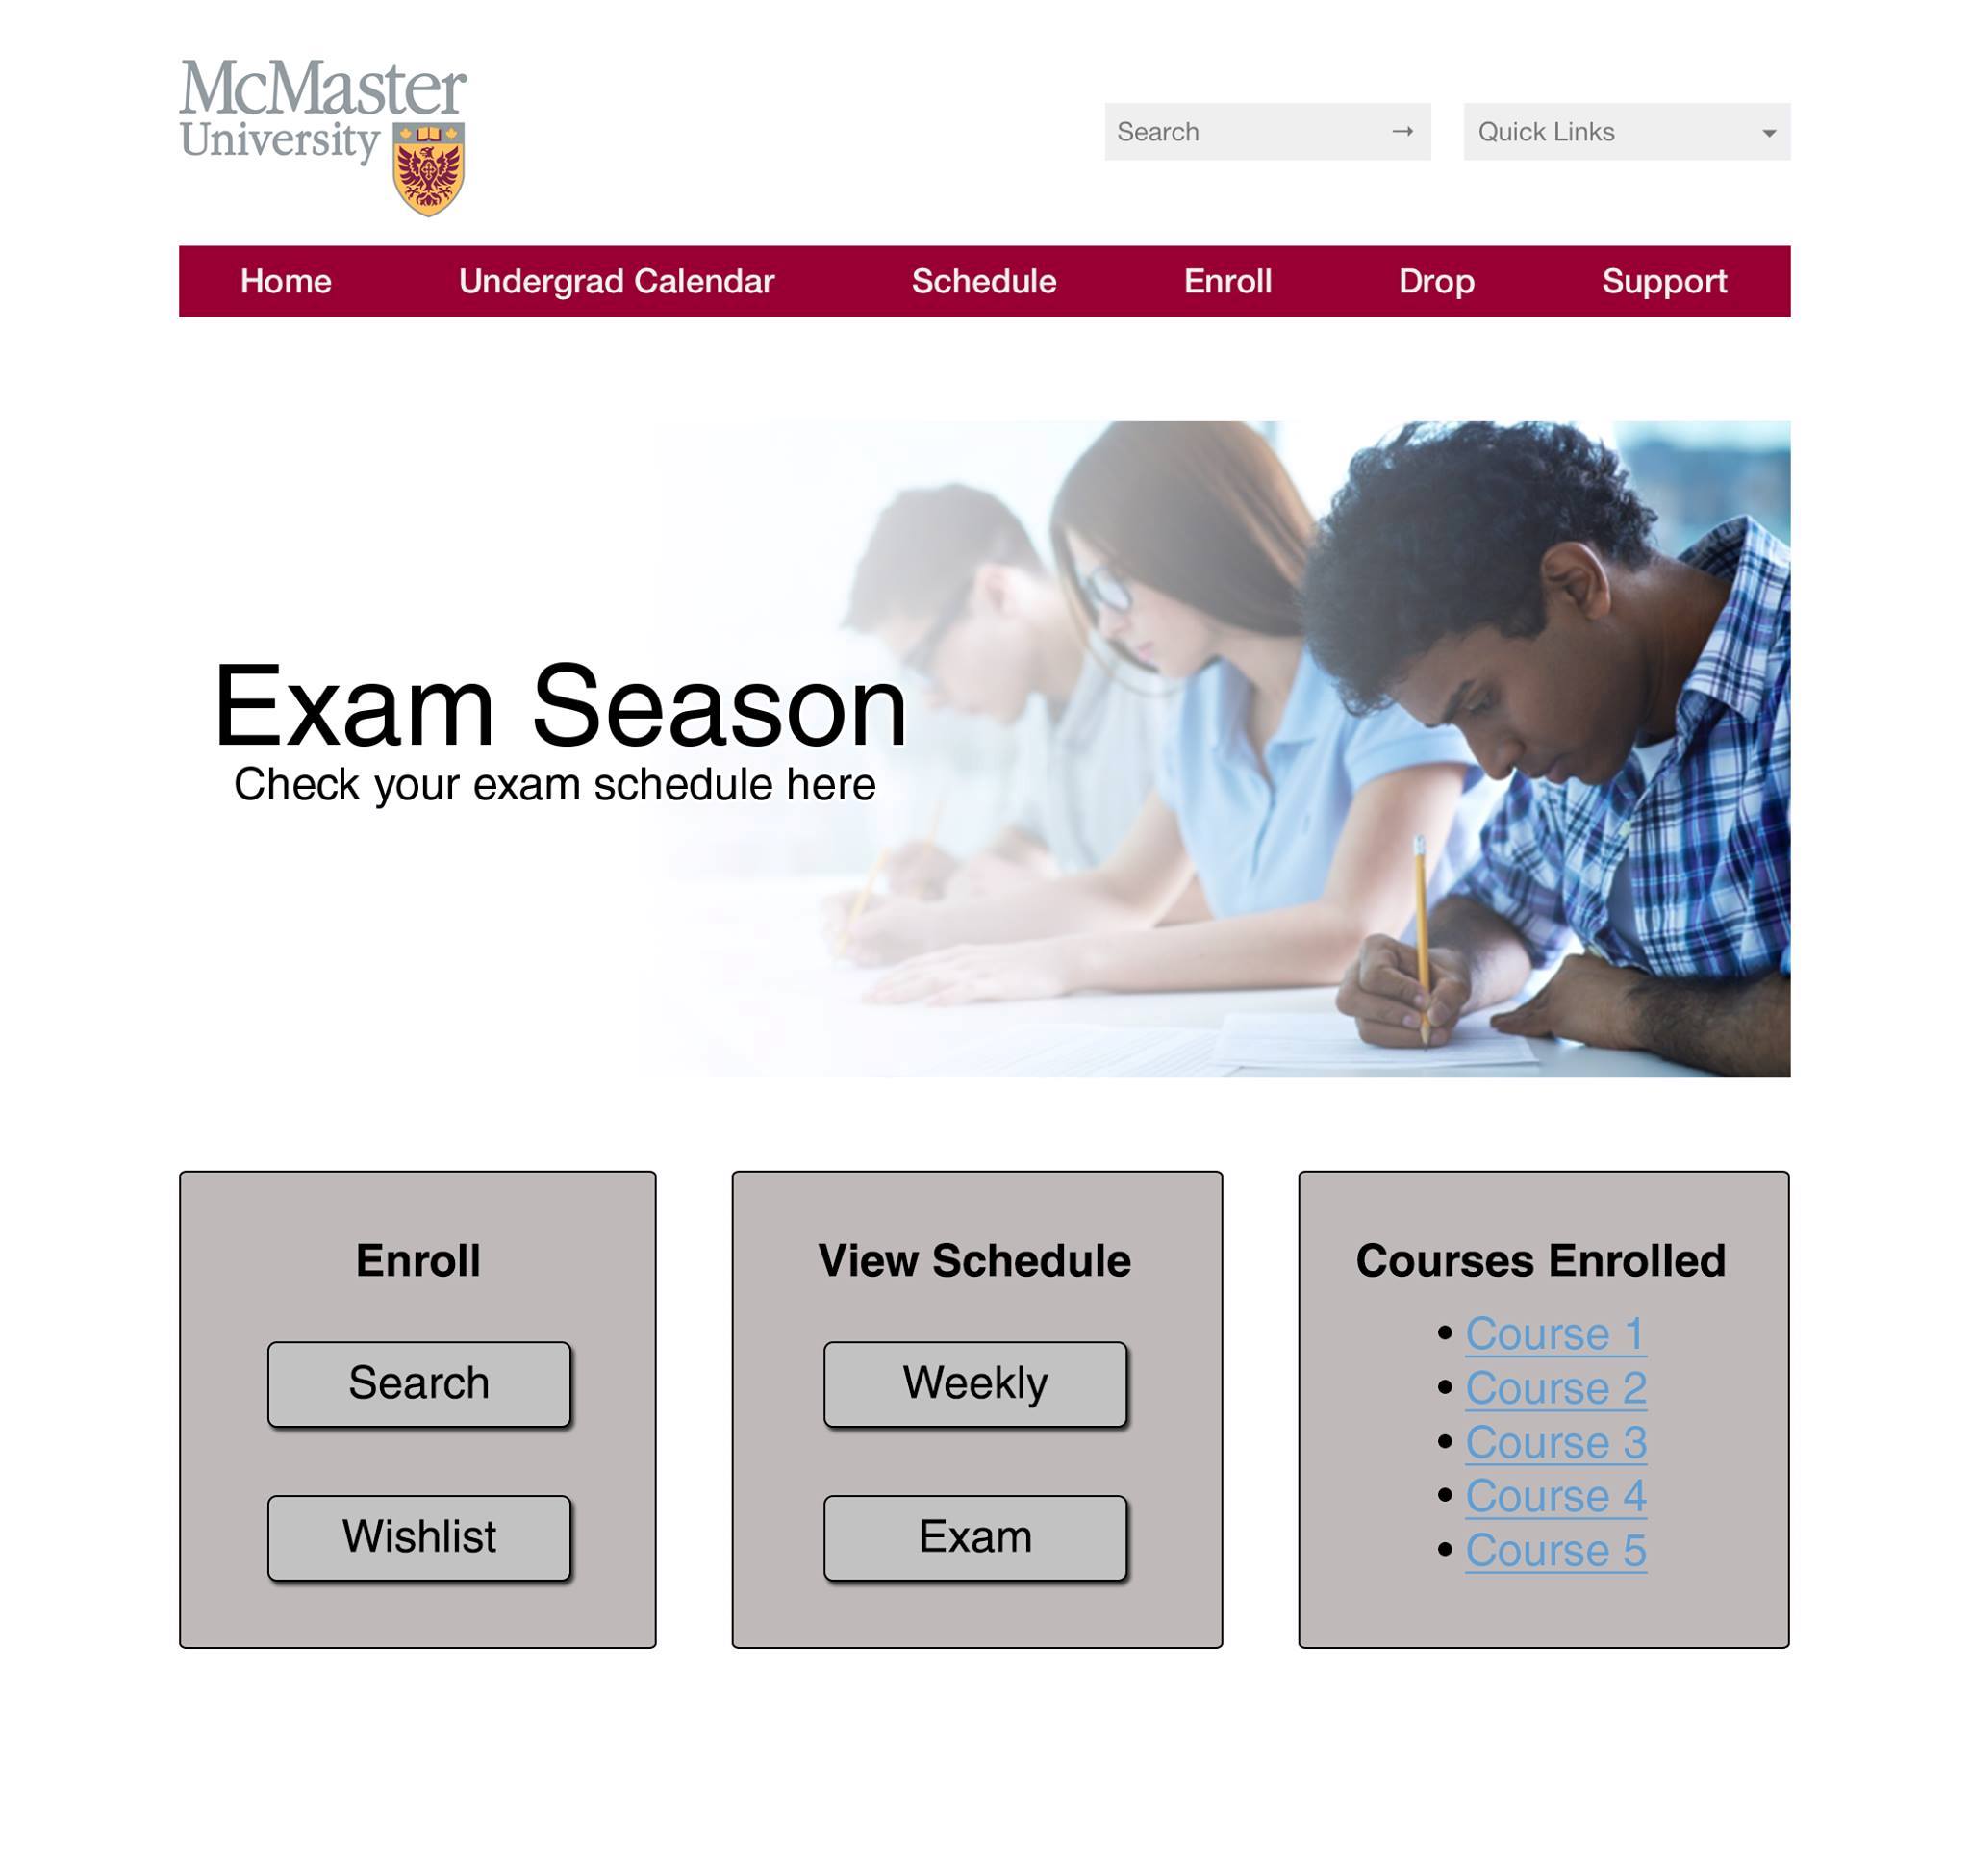 McMaster
University
Search →
Quick Links
Home Undergrad Calendar Schedule Enroll Drop Support
Exam Season
Check your exam schedule here
Enroll
Search
Wishlist
View Schedule
Weekly
Exam
Courses Enrolled
• Course 1
• Course 2
• Course 3
• Course 4
• Course 5